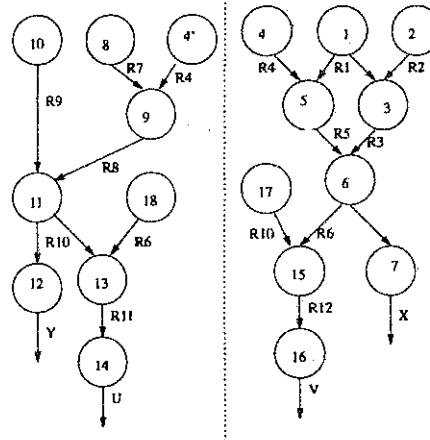 10 8 4' 4 1 2
R7 R4 R4 R1 R2
R9 9 5 3
R8 R5 R3
11 18 17 6
R10 R6 R10 R6
12 13 15 7
Y R11 R12 X
14 16
U V